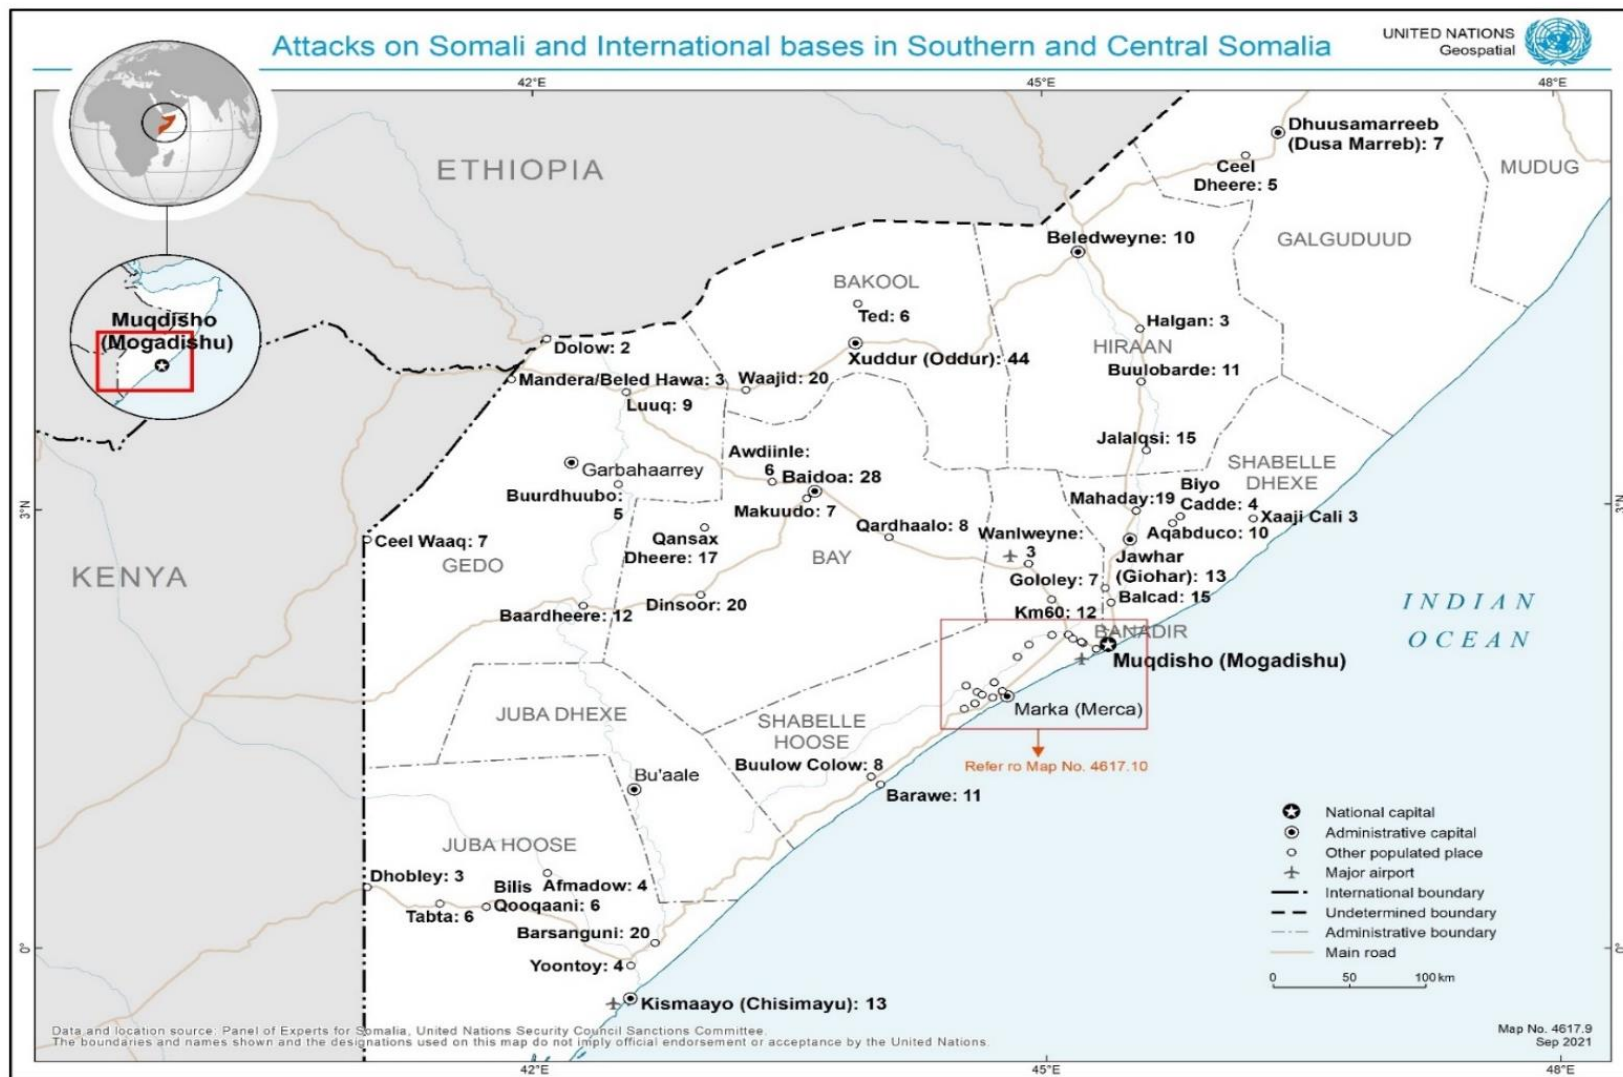 Attacks on Somali and International bases in Southern and Central Somalia
UNITED NATIONS
Geospatial
42°E
45°E
48°E
ETHIOPIA
Dhuusamarreeb
(Dusa Marreb): 7
Ceel
Dheere: 5
MUDUG
GALGUDUUD
Beledweyne: 10
BAKOOL
Ted: 6
Xuddur (Oddur): 44
Halgan: 3
HIRAAN
Buulobarde: 11
Muqdisho
(Mogadishu)
Dolow: 2
Mandera/Beled Hawa: 3
Luuq: 9
Waajid: 20
Jalalqsi: 15
SHABELLE
DHEXE
Garbahaarrey
Awdiinle:
6
Baidoa: 28
Makuudo: 7
Buurdhuubo:
5
Biyo
Cadde: 4
Mahaday:19
Xaaji Cali 3
Aqabduco: 10
3°N
3°N
Ceel Waaq: 7
GEDO
Qansax
Dheere: 17
BAY
Qardhaalo: 8
Wanlweyne:
3
Jawhar
(Giohar): 13
KENYA
Gololey: 7
Balcad: 15
Baardheere: 12
Dinsoor: 20
Km60: 12
BANADIR
INDIAN
OCEAN
Muqdisho (Mogadishu)
Marka (Merca)
JUBA DHEXE
SHABELLE
HOOSE
Buulow Colow: 8
Barawe: 11
Refer ro Map No. 4617.10
Bu'aale
JUBA HOOSE
Dhobley: 3
Bilis
Qooqaani: 6
Afmadow: 4
Tabta: 6
Barsanguni: 20
Yoontoy: 4
Kismaayo (Chisimayu): 13
National capital
Administrative capital
Other populated place
Major airport
International boundary
Undetermined boundary
Administrative boundary
Main road
0 50 100 km
0°
0°
Data and location source: Panel of Experts for Somalia, United Nations Security Council Sanctions Committee.
The boundaries and names shown and the designations used on this map do not imply official endorsement or acceptance by the United Nations.
Map No. 4617.9
Sep 2021
42°E
45°E
48°E